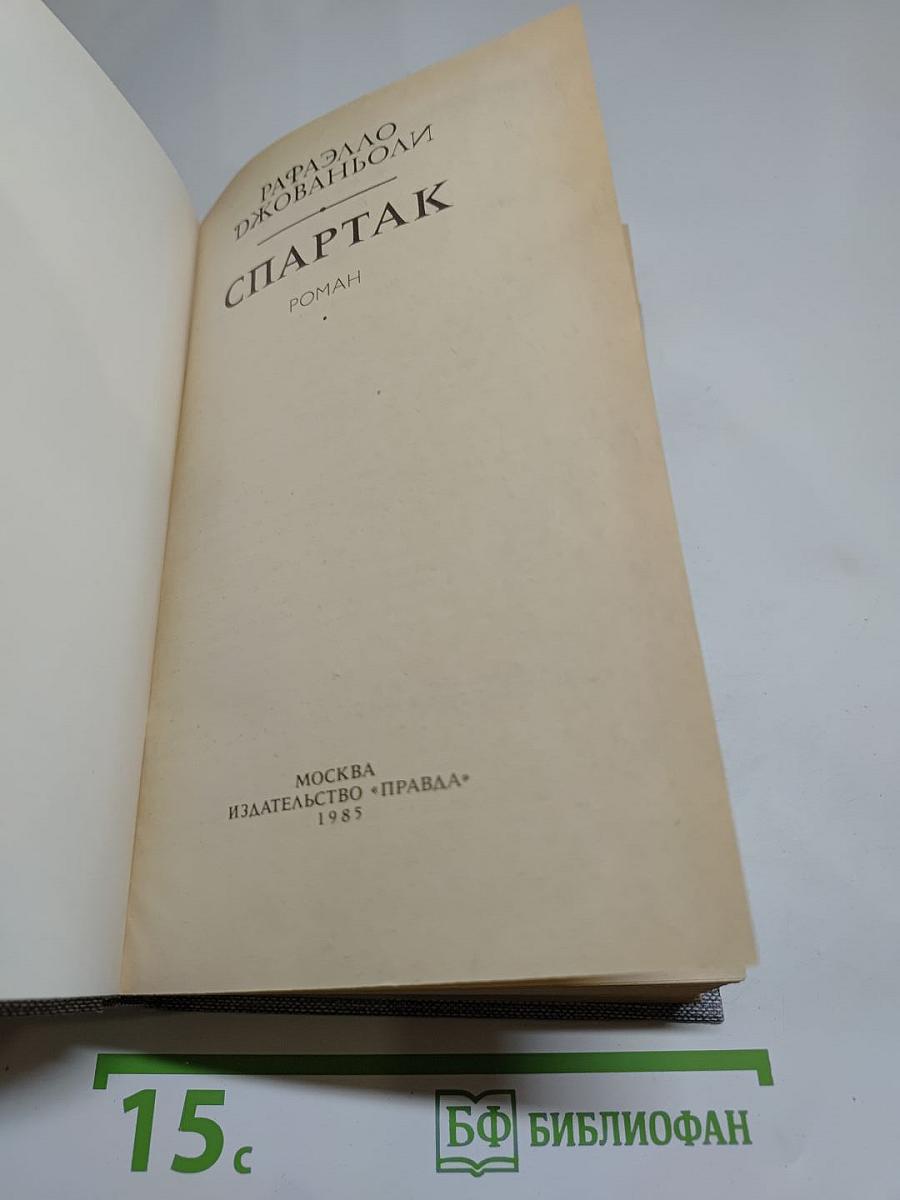 РАФАЭЛЛО
ДЖОВАНЬОЛИ
СПАРТАК
РОМАН
МОСКВА
ИЗДАТЕЛЬСТВО «ПРАВДА»
1985
15с
БФ БИБЛИОФАН